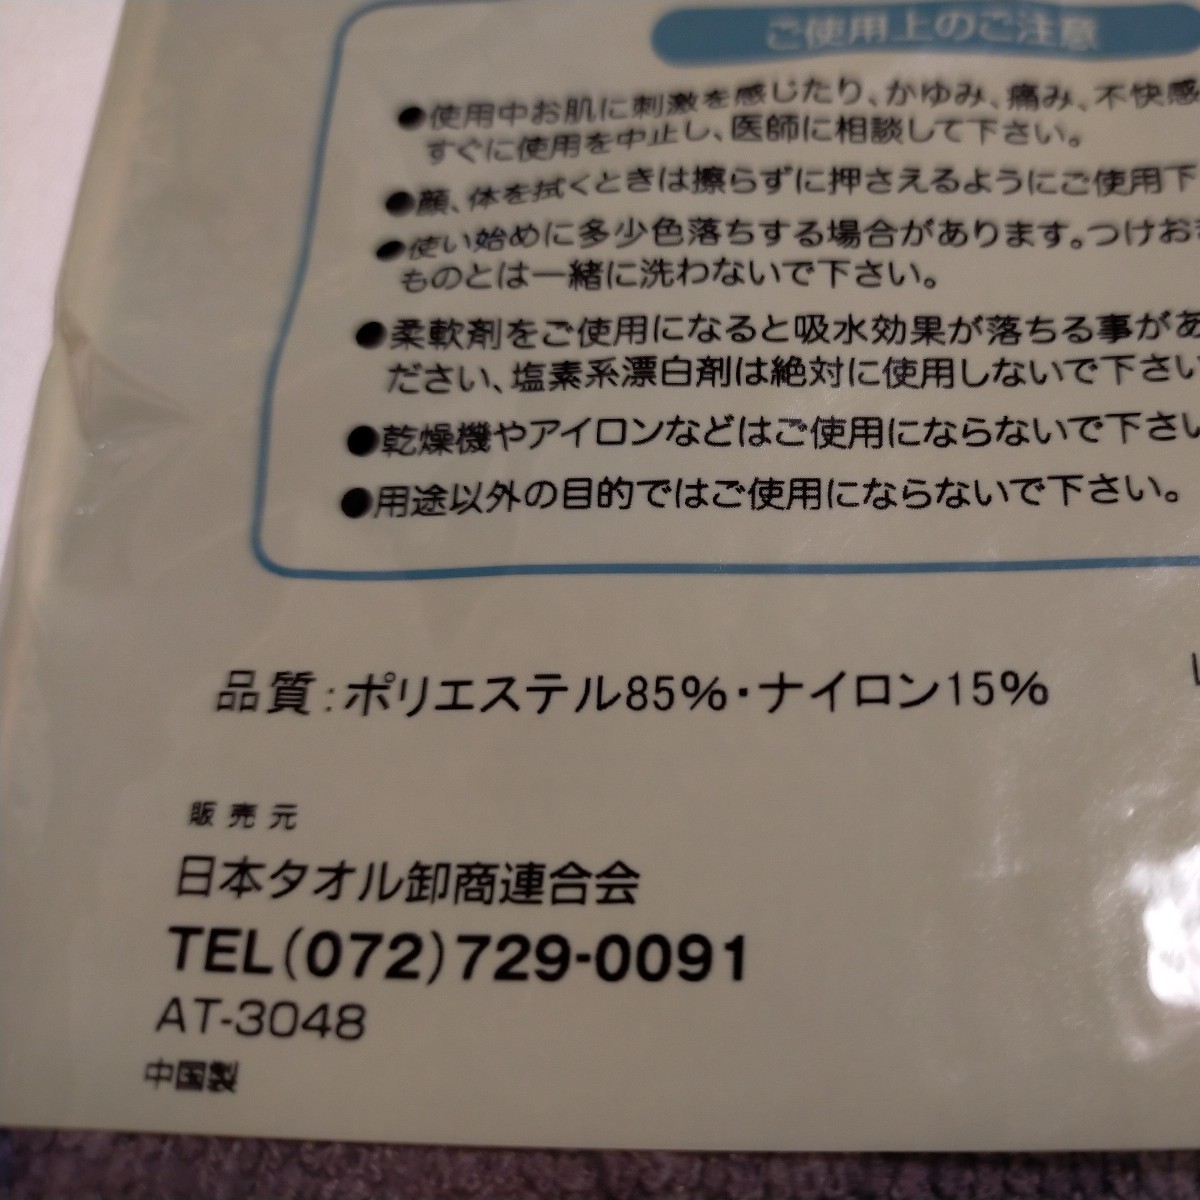 ご使用上のご注意
●使用中お肌に刺激を感じたり、かゆみ、痛み、不快感
すぐに使用を中止し、医師に相談して下さい。
●顔、体を拭くときは擦らずに押さえるようにご使用下
●使い始めに多少色落ちする場合があります。つけおき
ものとは一緒に洗わないで下さい。
●柔軟剤をご使用になると吸水効果が落ちる事があ
ださい、塩素系漂白剤は絶対に使用しないで下さい
●乾燥機やアイロンなどはご使用にならないで下さい
●用途以外の目的ではご使用にならないで下さい。
品質:ポリエステル85%・ナイロン15%
販売元
日本タオル卸商連合会
TEL(072)729-0091
AT-3048
中国製